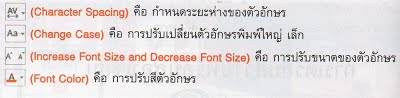 AV (Character Spacing) คือ กำหนดระยะห่างของตัวอักษร
Aa (Change Case) คือ การปรับเปลี่ยนตัวอักษรพิมพ์ใหญ่ เล็ก
A A (Increase Font Size and Decrease Font Size) คือ การปรับขนาดของตัวอักษร
A (Font Color) คือ การปรับสีตัวอักษร